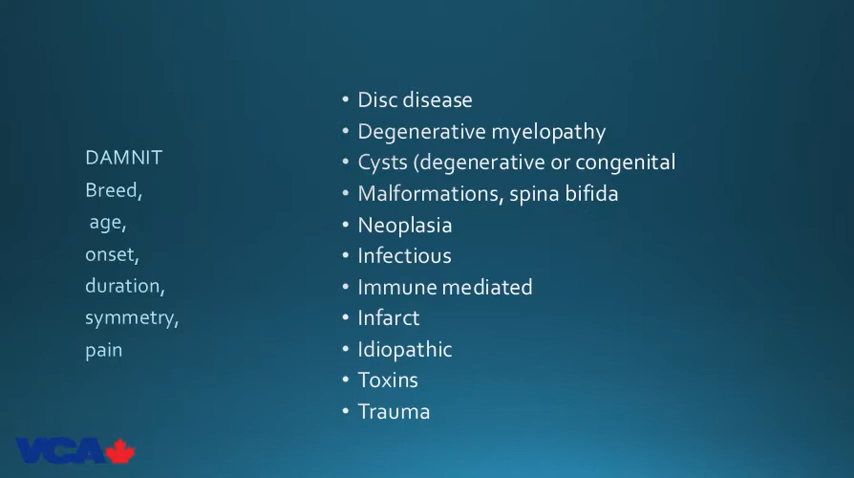 DAMNIT
Breed,
age,
onset,
duration,
symmetry,
pain
• Disc disease
• Degenerative myelopathy
• Cysts (degenerative or congenital
• Malformations, spina bifida
• Neoplasia
• Infectious
• Immune mediated
• Infarct
• Idiopathic
• Toxins
• Trauma
VCA